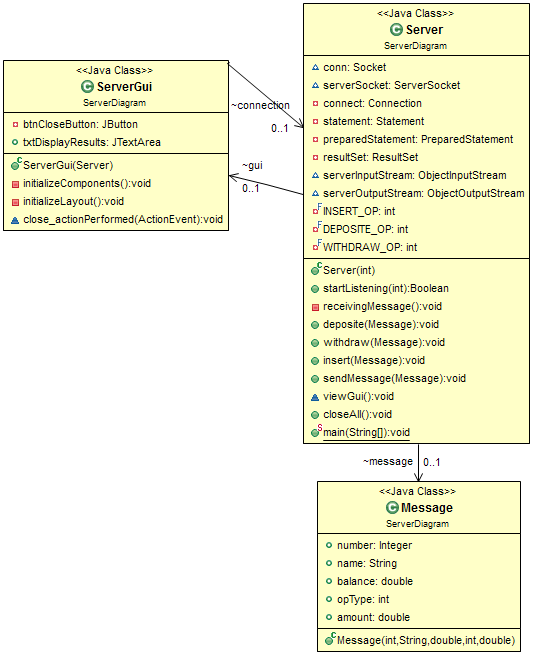 <<Java Class>>
ServerGui
ServerDiagram
btnCloseButton: JButton
txtDisplayResults: JTextArea
ServerGui(Server)
initializeComponents():void
initializeLayout():void
close_actionPerformed(ActionEvent):void
~connection
0..1
~gui
0..1
<<Java Class>>
Server
ServerDiagram
conn: Socket
serverSocket: ServerSocket
connect: Connection
statement: Statement
preparedStatement: PreparedStatement
resultSet: ResultSet
serverInputStream: ObjectInputStream
serverOutputStream: ObjectOutputStream
INSERT_OP: int
DEPOSITE_OP: int
WITHDRAW_OP: int
Server(int)
startListening(int):Boolean
receivingMessage():void
deposite(Message):void
withdraw(Message):void
insert(Message):void
sendMessage(Message):void
viewGui():void
closeAll():void
main(String[]):void
~message
0..1
<<Java Class>>
Message
ServerDiagram
number: Integer
name: String
balance: double
opType: int
amount: double
Message(int,String,double,int,double)